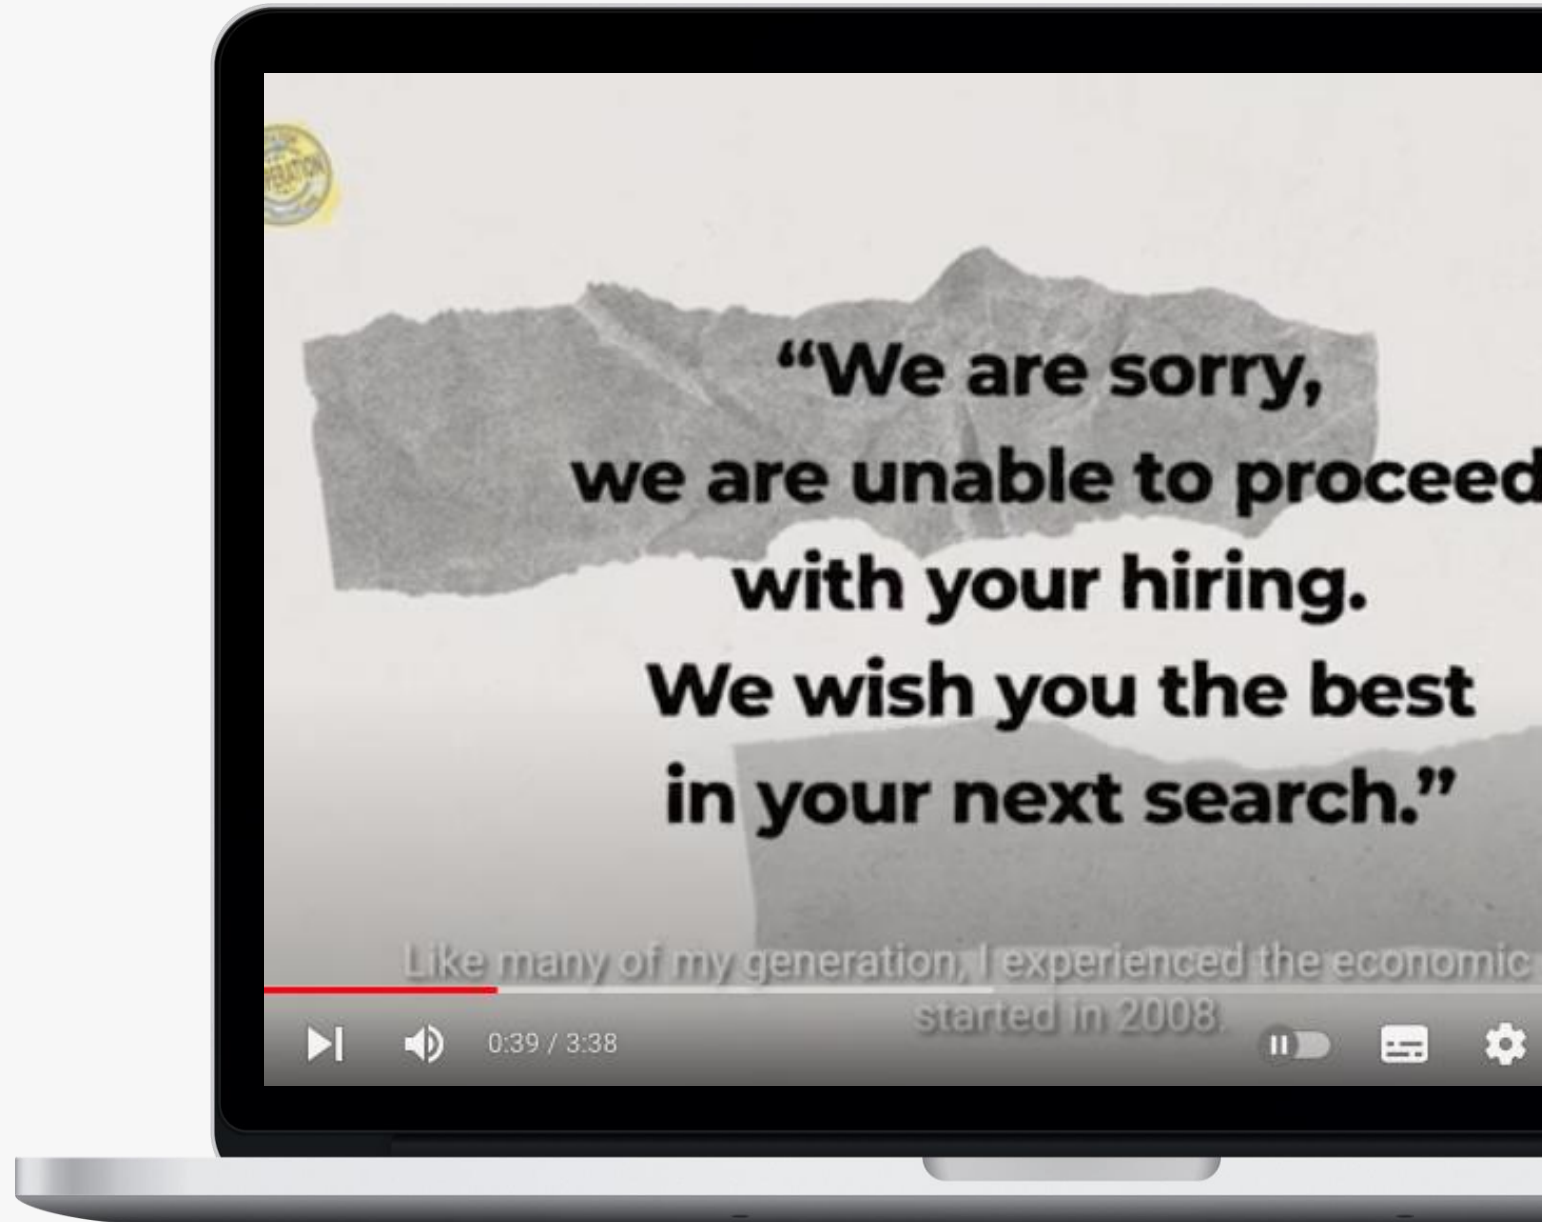 PERATION
“We are sorry,
we are unable to proceed
with your hiring.
We wish you the best
in your next search.”
Like many of my generation, I experienced the economic
started in 2008.
0:39 / 3:38